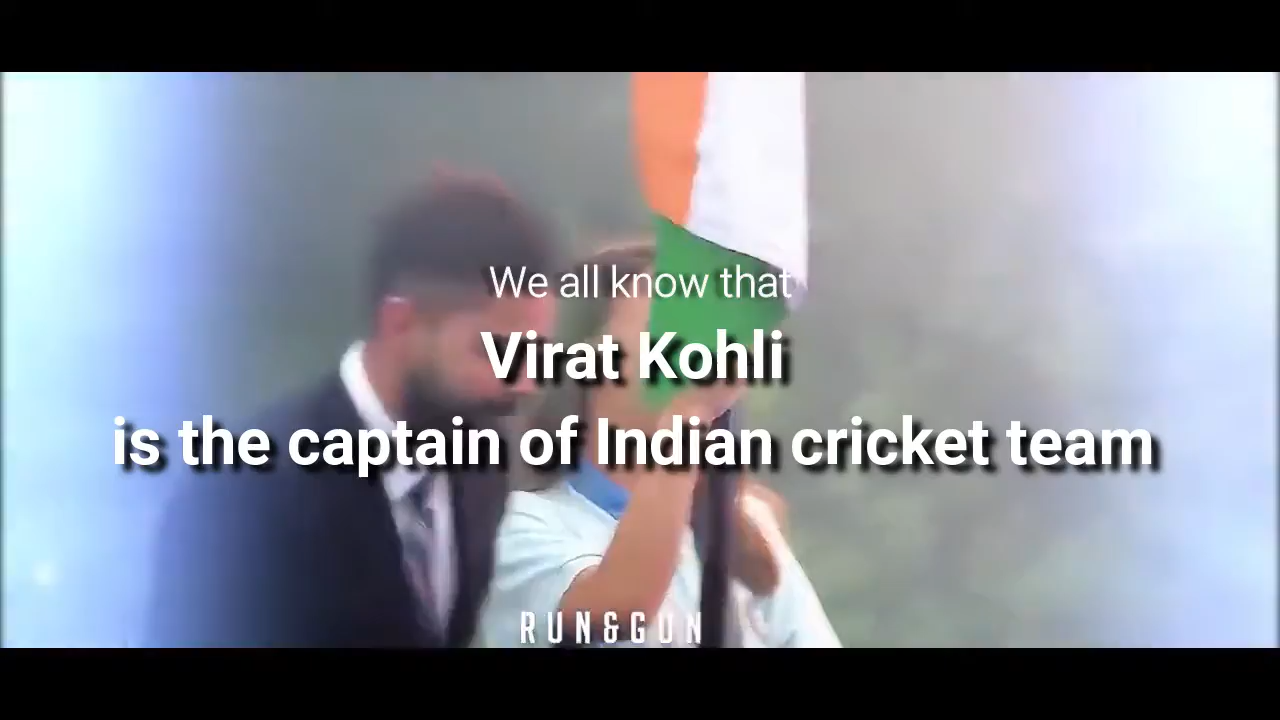 We all know that
Virat Kohli
is the captain of Indian cricket team
RUN&GUN